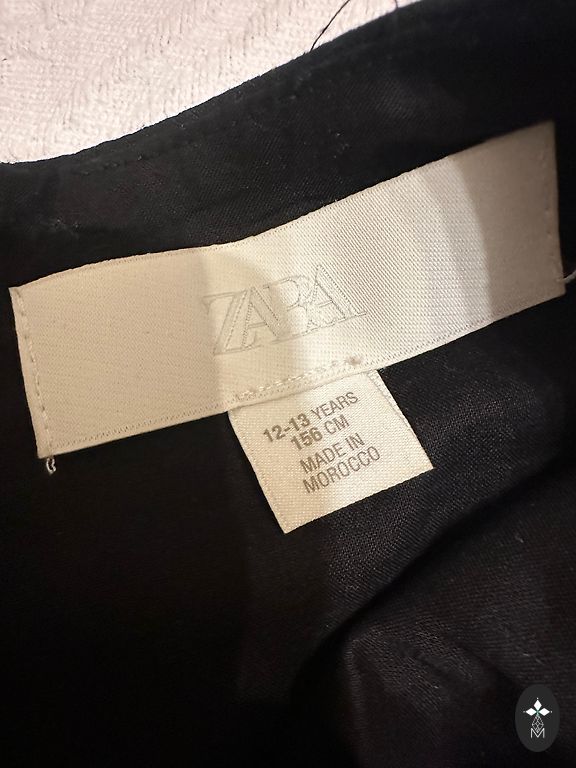 ZARA
12-13 YEARS
156 CM
MADE IN
MOROCCO
M